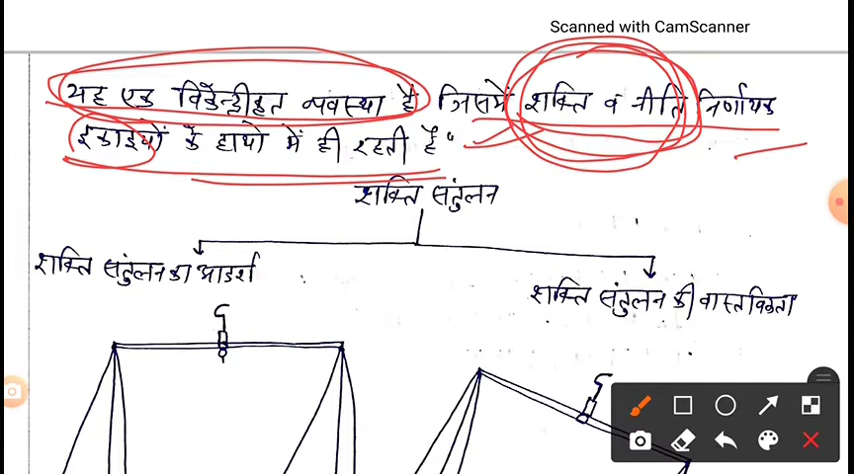 Scanned with CamScanner
यह एक विकेन्द्रीकृत व्यवस्था है जिसमें शक्ति व नीति निर्णायक
इकाइयों के हाथो में ही रहती है"
शक्ति संतुलन
शक्ति संतुलन का आदर्श
शक्ति संतुलन की वास्तविकता